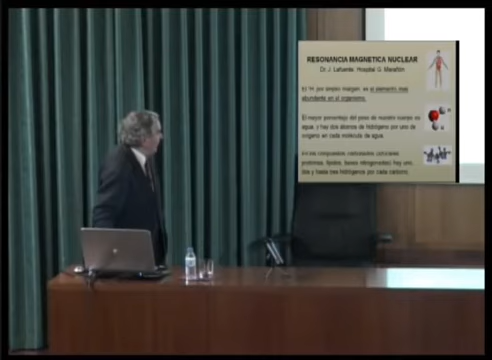 RESONANCIA MAGNETICA NUCLEAR
Dr. J. Lafuente. Hospital G. Marañón
El H, por amplio margen, es el elemento más
abundante en el organismo.
El mayor porcentaje del peso de nuestro cuerpo es
agua, y hay dos átomos de hidrógeno por uno de
oxígeno en cada molécula de agua.
proteínas, lípidos, bases nitrogenadas) hay uno,
dos y hasta tres hidrógenos por cada carbono.